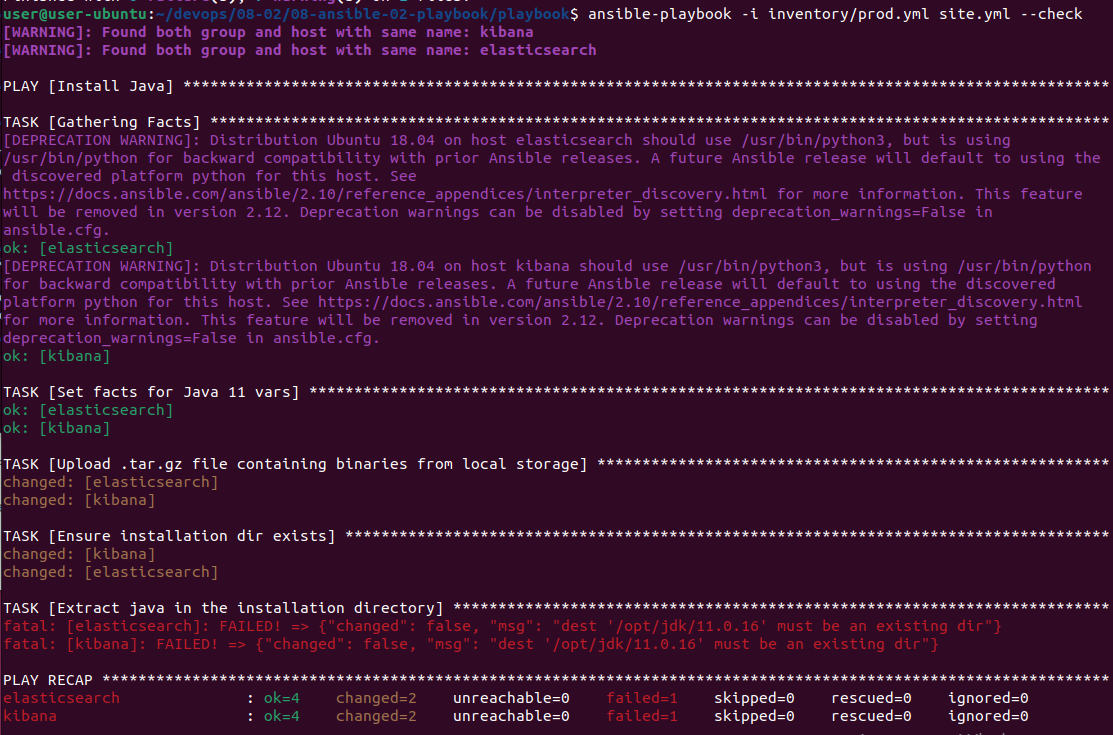 user@user-ubuntu:~/devops/08-02/08-ansible-02-playbook/playbook$ ansible-playbook -i inventory/prod.yml site.yml --check
[WARNING]: Found both group and host with same name: kibana
[WARNING]: Found both group and host with same name: elasticsearch
PLAY [Install Java] *******************************************************************************************************
TASK [Gathering Facts] ****************************************************************************************************
[DEPRECATION WARNING]: Distribution Ubuntu 18.04 on host elasticsearch should use /usr/bin/python3, but is using
/usr/bin/python for backward compatibility with prior Ansible releases. A future Ansible release will default to using the
discovered platform python for this host. See
https://docs.ansible.com/ansible/2.10/reference_appendices/interpreter_discovery.html for more information. This feature
will be removed in version 2.12. Deprecation warnings can be disabled by setting deprecation_warnings=False in
ansible.cfg.
ok: [elasticsearch]
[DEPRECATION WARNING]: Distribution Ubuntu 18.04 on host kibana should use /usr/bin/python3, but is using /usr/bin/python
for backward compatibility with prior Ansible releases. A future Ansible release will default to using the discovered
platform python for this host. See https://docs.ansible.com/ansible/2.10/reference_appendices/interpreter_discovery.html
for more information. This feature will be removed in version 2.12. Deprecation warnings can be disabled by setting
deprecation_warnings=False in ansible.cfg.
ok: [kibana]
TASK [Set facts for Java 11 vars] *****************************************************************************************
ok: [elasticsearch]
ok: [kibana]
TASK [Upload .tar.gz file containing binaries from local storage] *********************************************************
changed: [elasticsearch]
changed: [kibana]
TASK [Ensure installation dir exists] *************************************************************************************
changed: [kibana]
changed: [elasticsearch]
TASK [Extract java in the installation directory] *************************************************************************
fatal: [elasticsearch]: FAILED! => {"changed": false, "msg": "dest '/opt/jdk/11.0.16' must be an existing dir"}
fatal: [kibana]: FAILED! => {"changed": false, "msg": "dest '/opt/jdk/11.0.16' must be an existing dir"}
PLAY RECAP ****************************************************************************************************************
elasticsearch : ok=4 changed=2 unreachable=0 failed=1 skipped=0 rescued=0 ignored=0
kibana : ok=4 changed=2 unreachable=0 failed=1 skipped=0 rescued=0 ignored=0